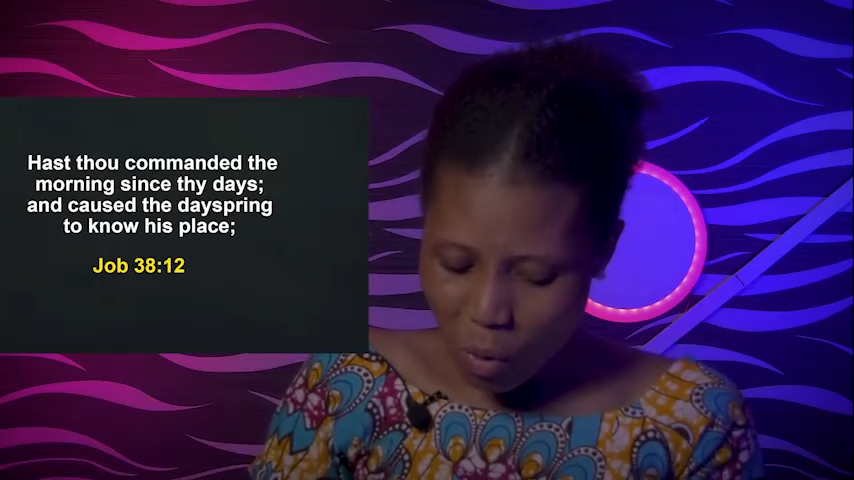 Hast thou commanded the
morning since thy days;
and caused the dayspring
to know his place;
Job 38:12